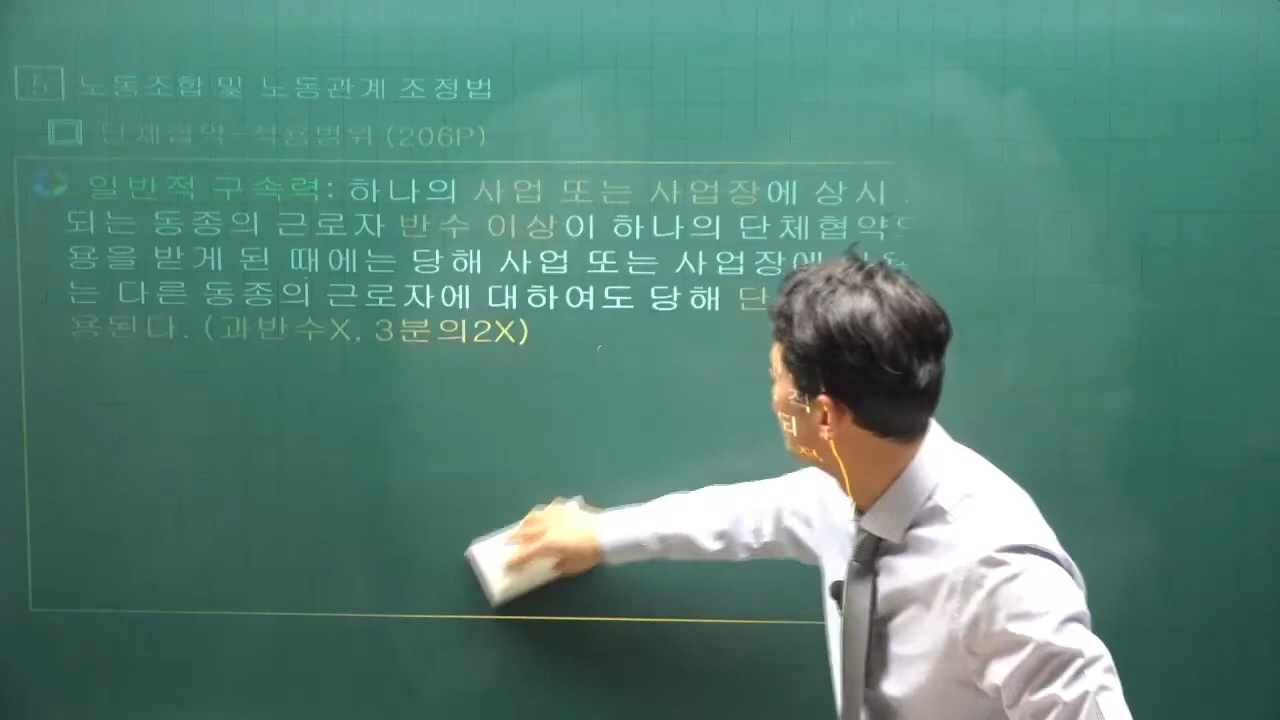 5 노동조합 및 노동관계 조정법
단체협약-적용범위 (206P)
일반적 구속력: 하나의 사업 또는 사업장에 상시
되는 동종의 근로자 반수 이상이 하나의 단체협약의
용을 받게 된 때에는 당해 사업 또는 사업장에
는 다른 동종의 근로자에 대하여도 당해 단
용된다. (과반수X, 3분의2X)